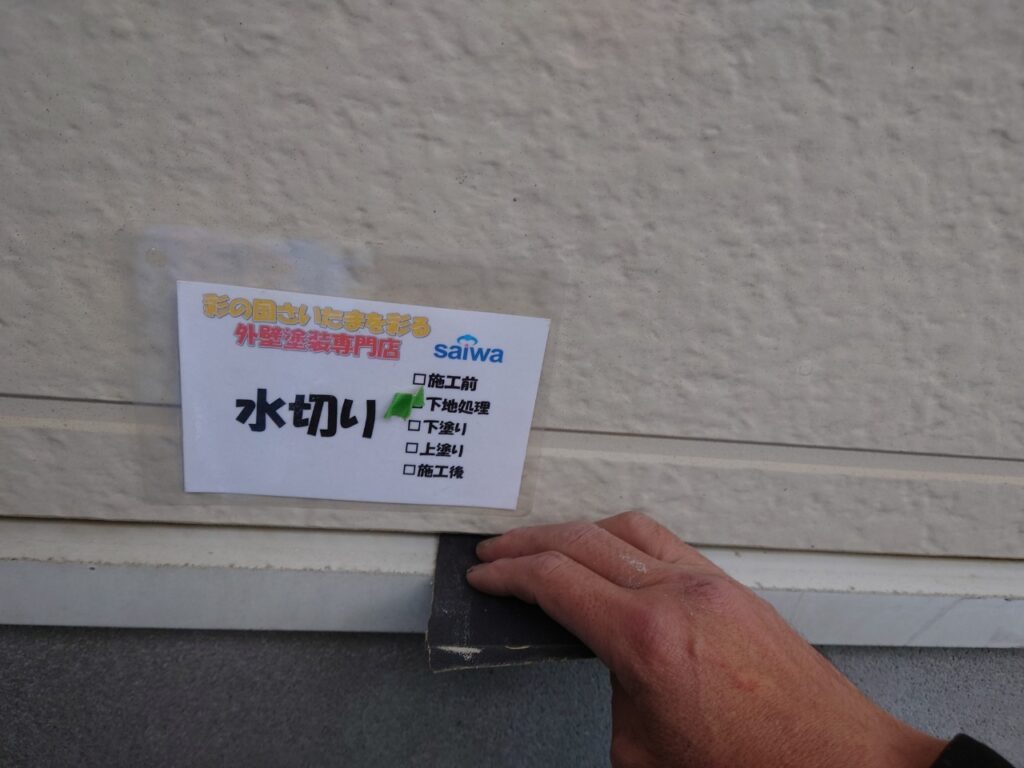 彩の国さいたまを彩る
外壁塗装専門店
saiwa
水切り
□施工前
下地処理
□下塗り
□上塗り
□施工後